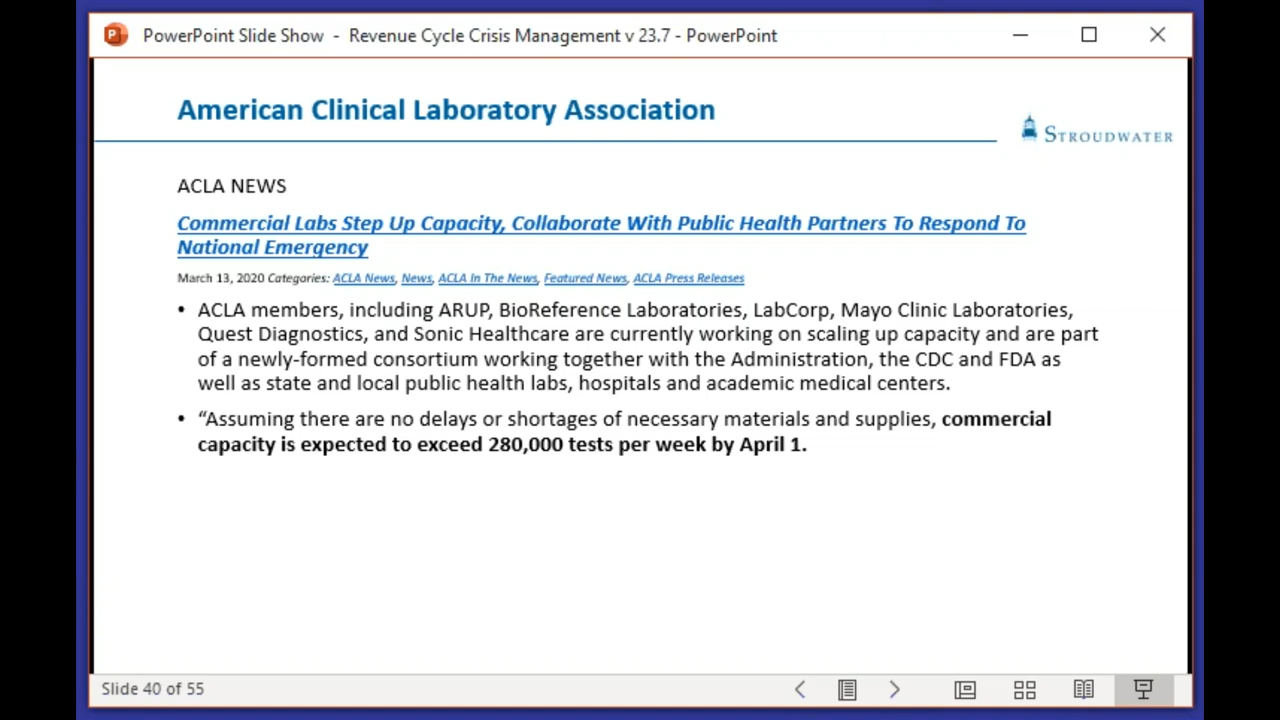 PowerPoint Slide Show - Revenue Cycle Crisis Management v 23.7 - PowerPoint
American Clinical Laboratory Association
STROUDWATER
ACLA NEWS
Commercial Labs Step Up Capacity, Collaborate With Public Health Partners To Respond To
National Emergency
March 13, 2020 Categories: ACLA News, News, ACLA In The News, Featured News, ACLA Press Releases
• ACLA members, including ARUP, BioReference Laboratories, LabCorp, Mayo Clinic Laboratories,
Quest Diagnostics, and Sonic Healthcare are currently working on scaling up capacity and are part
of a newly-formed consortium working together with the Administration, the CDC and FDA as
well as state and local public health labs, hospitals and academic medical centers.
• “Assuming there are no delays or shortages of necessary materials and supplies, commercial
capacity is expected to exceed 280,000 tests per week by April 1.
Slide 40 of 55